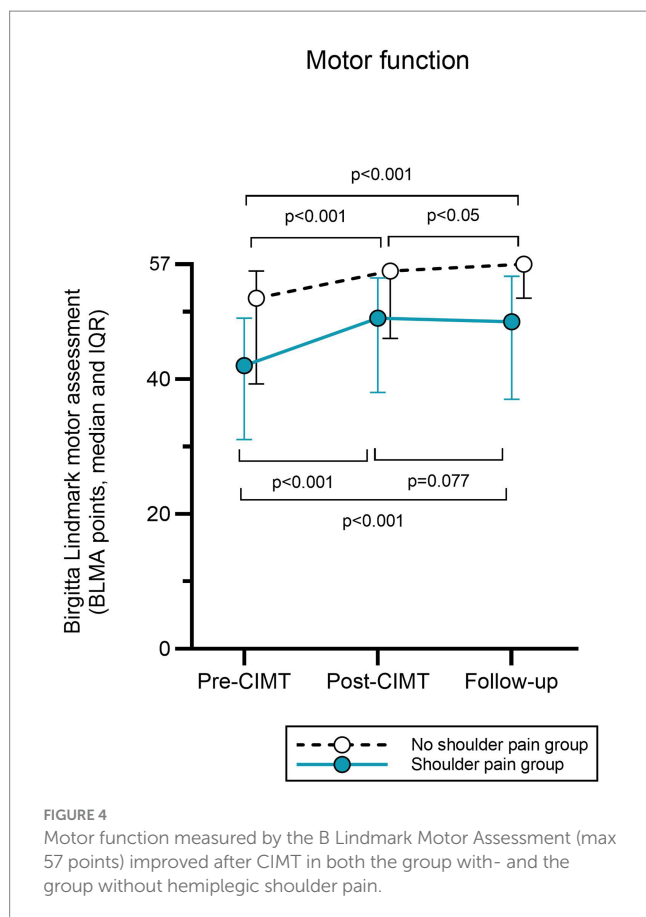 Motor function
p<0.001
p<0.001
p<0.05
Birgitta Lindmark motor assessment
(BLMA points, median and IQR)
57
40
20
0
p<0.001
p=0.077
p<0.001
Pre-CIMT
Post-CIMT
Follow-up
No shoulder pain group
Shoulder pain group
FIGURE 4
Motor function measured by the B Lindmark Motor Assessment (max
57 points) improved after CIMT in both the group with- and the
group without hemiplegic shoulder pain.